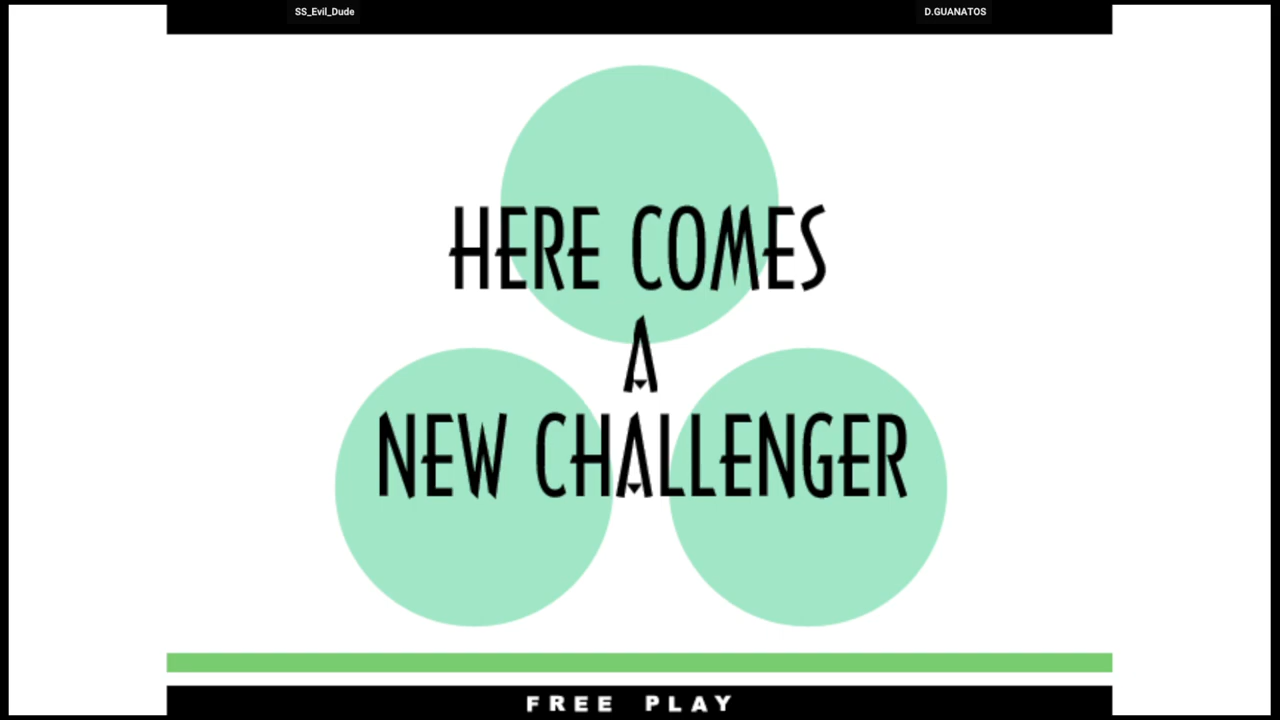 SS_Evil_Dude
D.GUANATOS
HERE COMES
A
NEW CHALLENGER
FREE PLAY